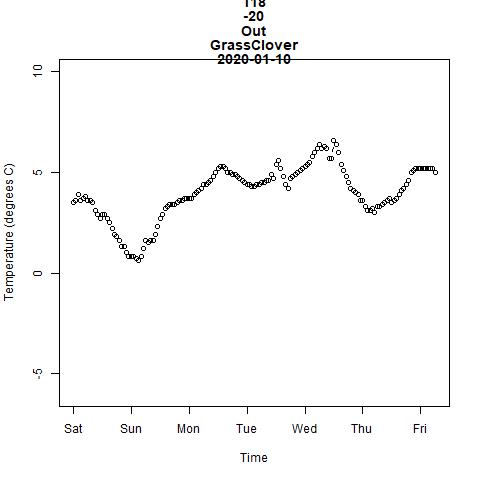 T18
-20
Out
GrassClover
2020-01-10
10
5
0
-5
Temperature (degrees C)
Sat Sun Mon Tue Wed Thu Fri
Time